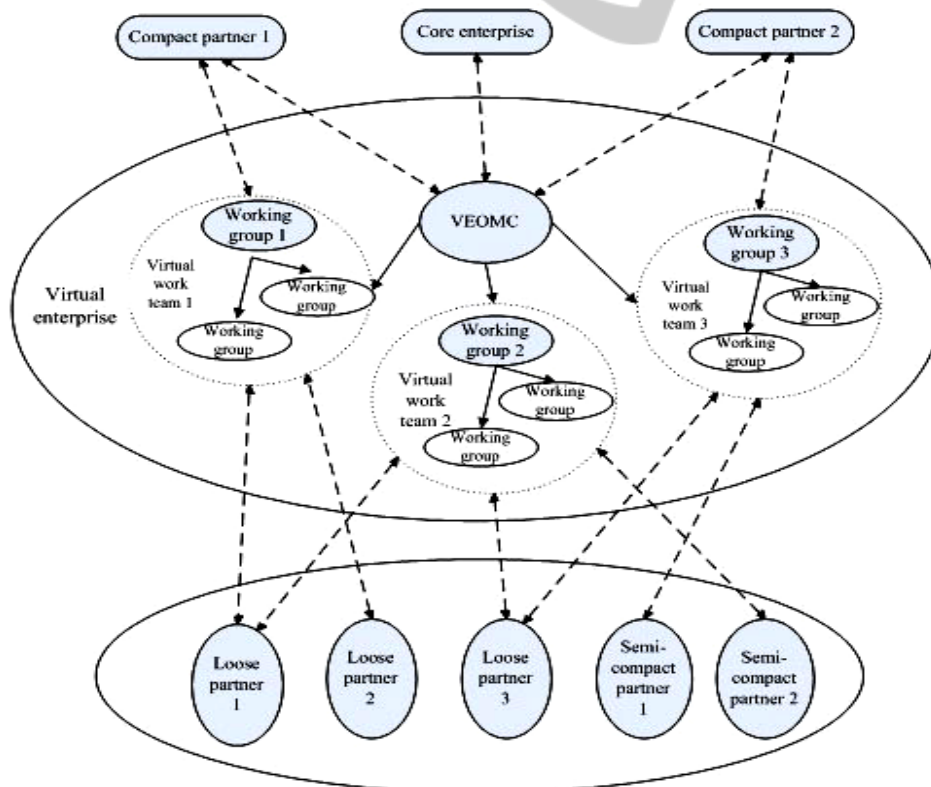 Compact partner 1
Core enterprise
Compact partner 2
VEOMC
Working
group 1
Working
group 3
Virtual
work
team 1
Working
group
Working
group
Virtual
enterprise
Virtual
work
team 3
Working
group
Working
group
Working
group 2
Virtual
work
team 2
Working
group
Working
group
Loose
partner
1
Loose
partner
2
Loose
partner
3
Semi-
compact
partner
1
Semi-
compact
partner 2